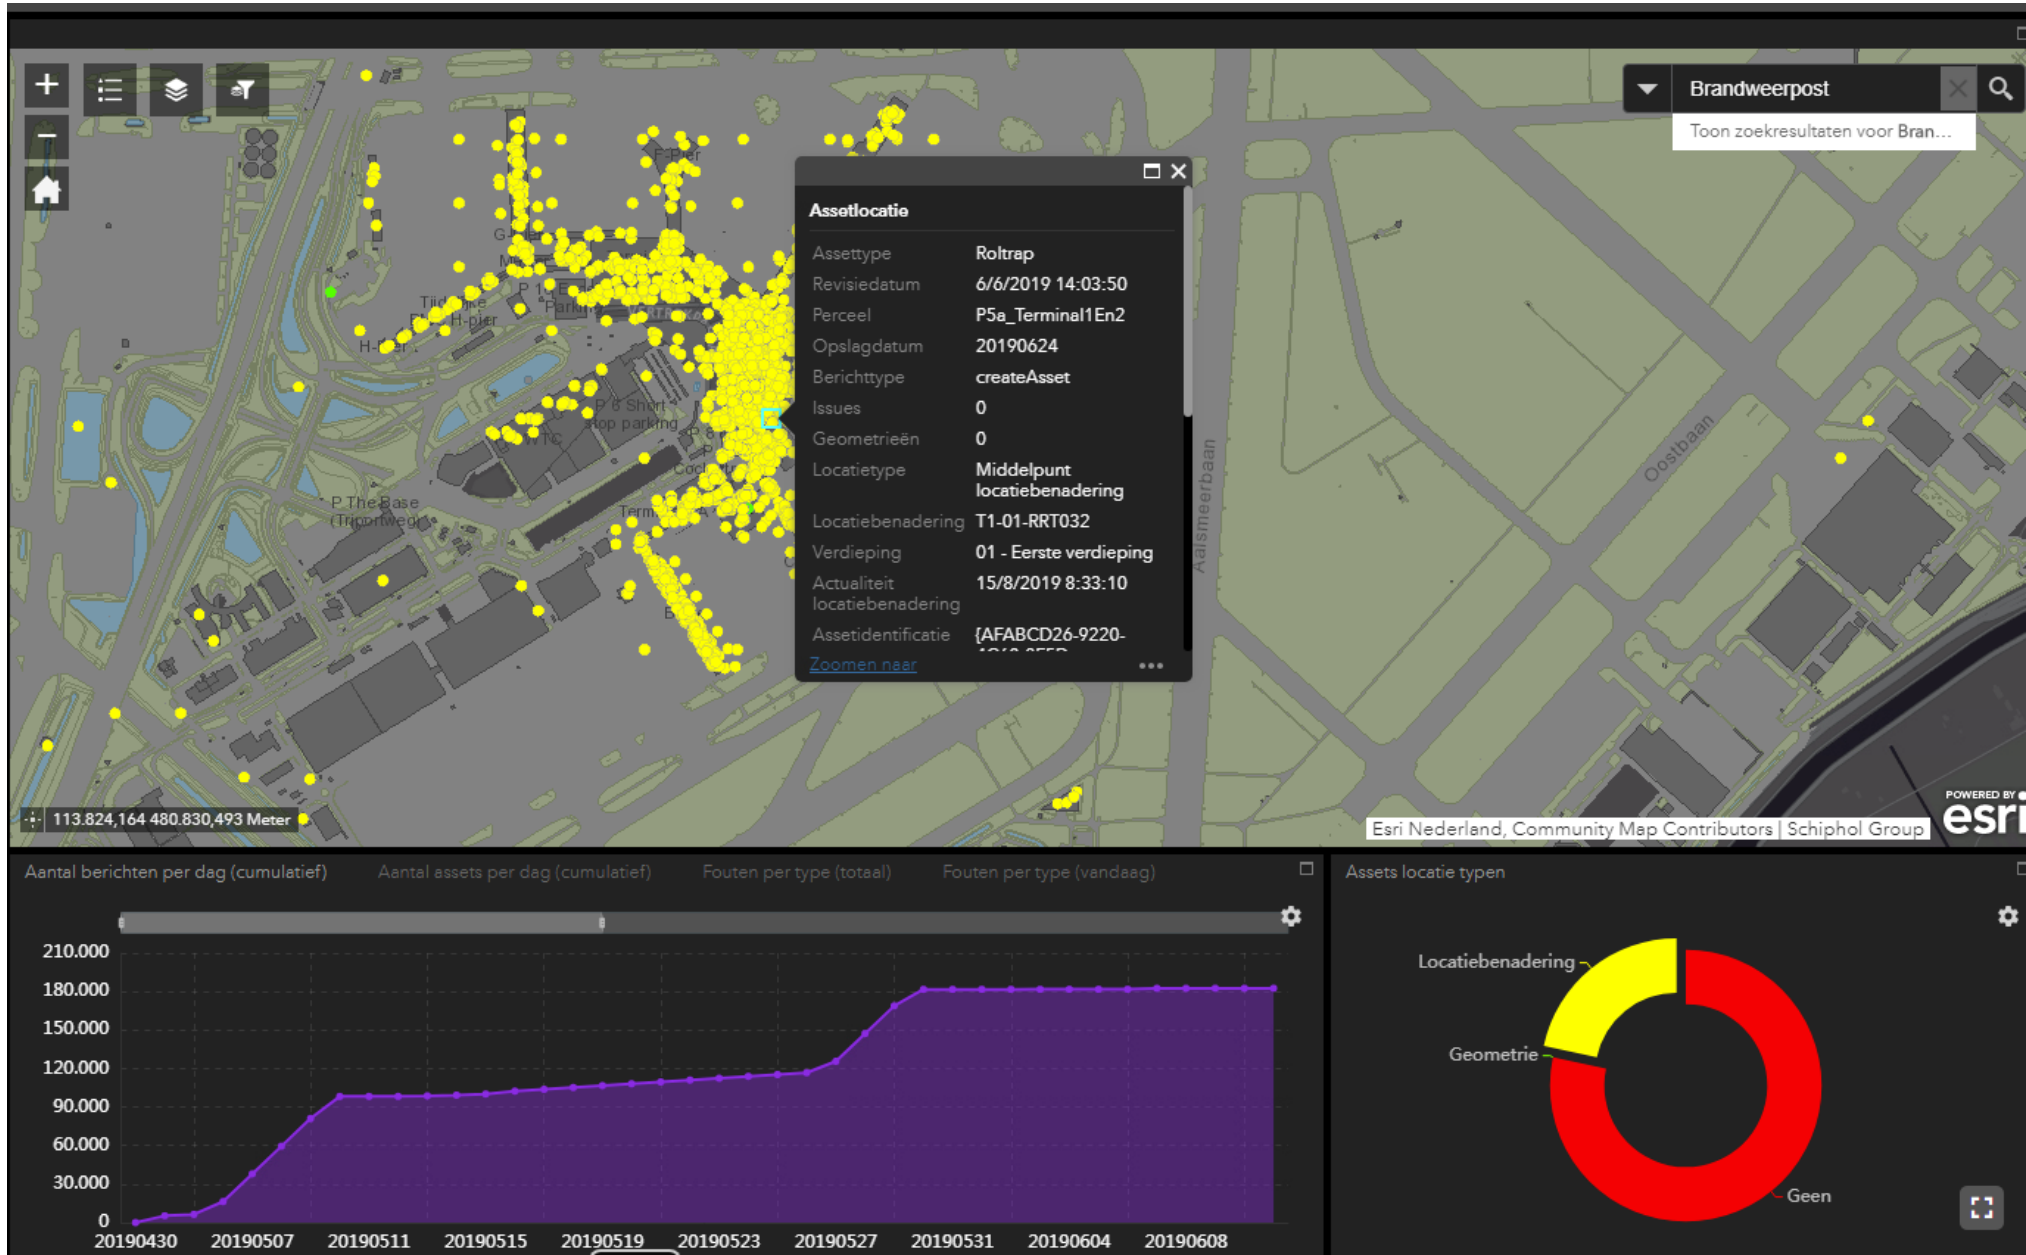 Brandweerpost
Toon zoekresultaten voor Bran...
F-Pier
H-pier
P 6 Short
stop parking
WTC
P The Base
(Triportweg)
Aalsmeerbaan
Oostbaan
Assetlocatie
Assettype Roltrap
Revisiedatum 6/6/2019 14:03:50
Perceel P5a_Terminal1En2
Opslagdatum 20190624
Berichttype createAsset
Issues 0
Geometrieën 0
Locatietype Middelpunt
locatiebenadering
Locatiebenadering T1-01-RRT032
Verdieping 01 - Eerste verdieping
Actualiteit 15/8/2019 8:33:10
locatiebenadering
Assetidentificatie {AFABCD26-9220-
Zoomen naar
113.824,164 480.830,493 Meter
Esri Nederland, Community Map Contributors | Schiphol Group
POWERED BY
esri
Aantal berichten per dag (cumulatief) Aantal assets per dag (cumulatief) Fouten per type (totaal) Fouten per type (vandaag)
210.000
180.000
150.000
120.000
90.000
60.000
30.000
0
20190430 20190507 20190511 20190515 20190519 20190523 20190527 20190531 20190604 20190608
Assets locatie typen
Locatiebenadering
Geometrie
Geen